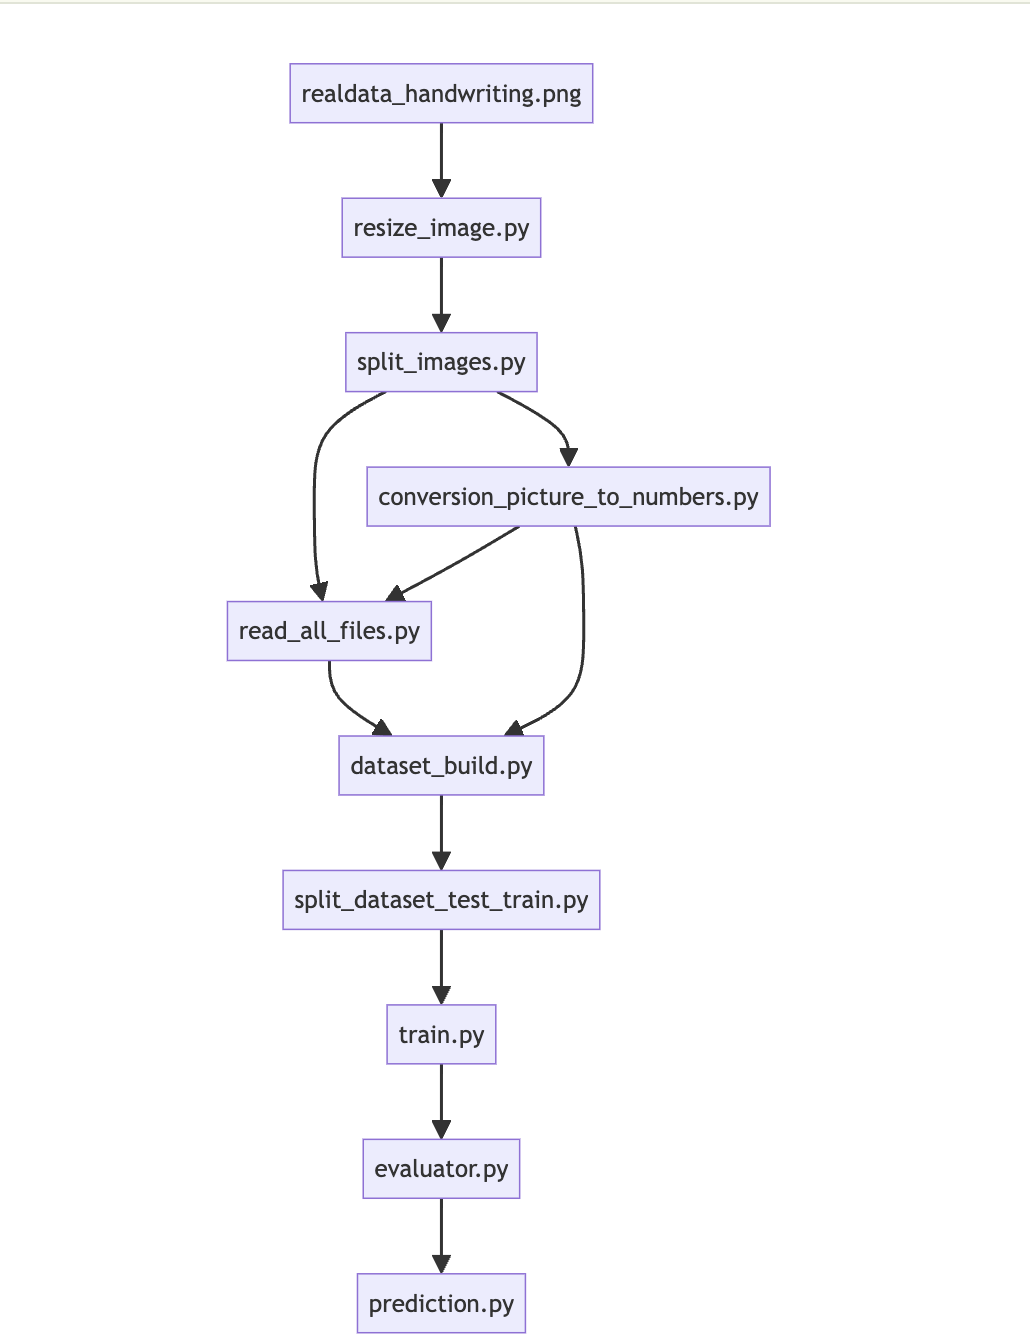 realdata_handwriting.png
resize_image.py
split_images.py
conversion_picture_to_numbers.py
read_all_files.py
dataset_build.py
split_dataset_test_train.py
train.py
evaluator.py
prediction.py